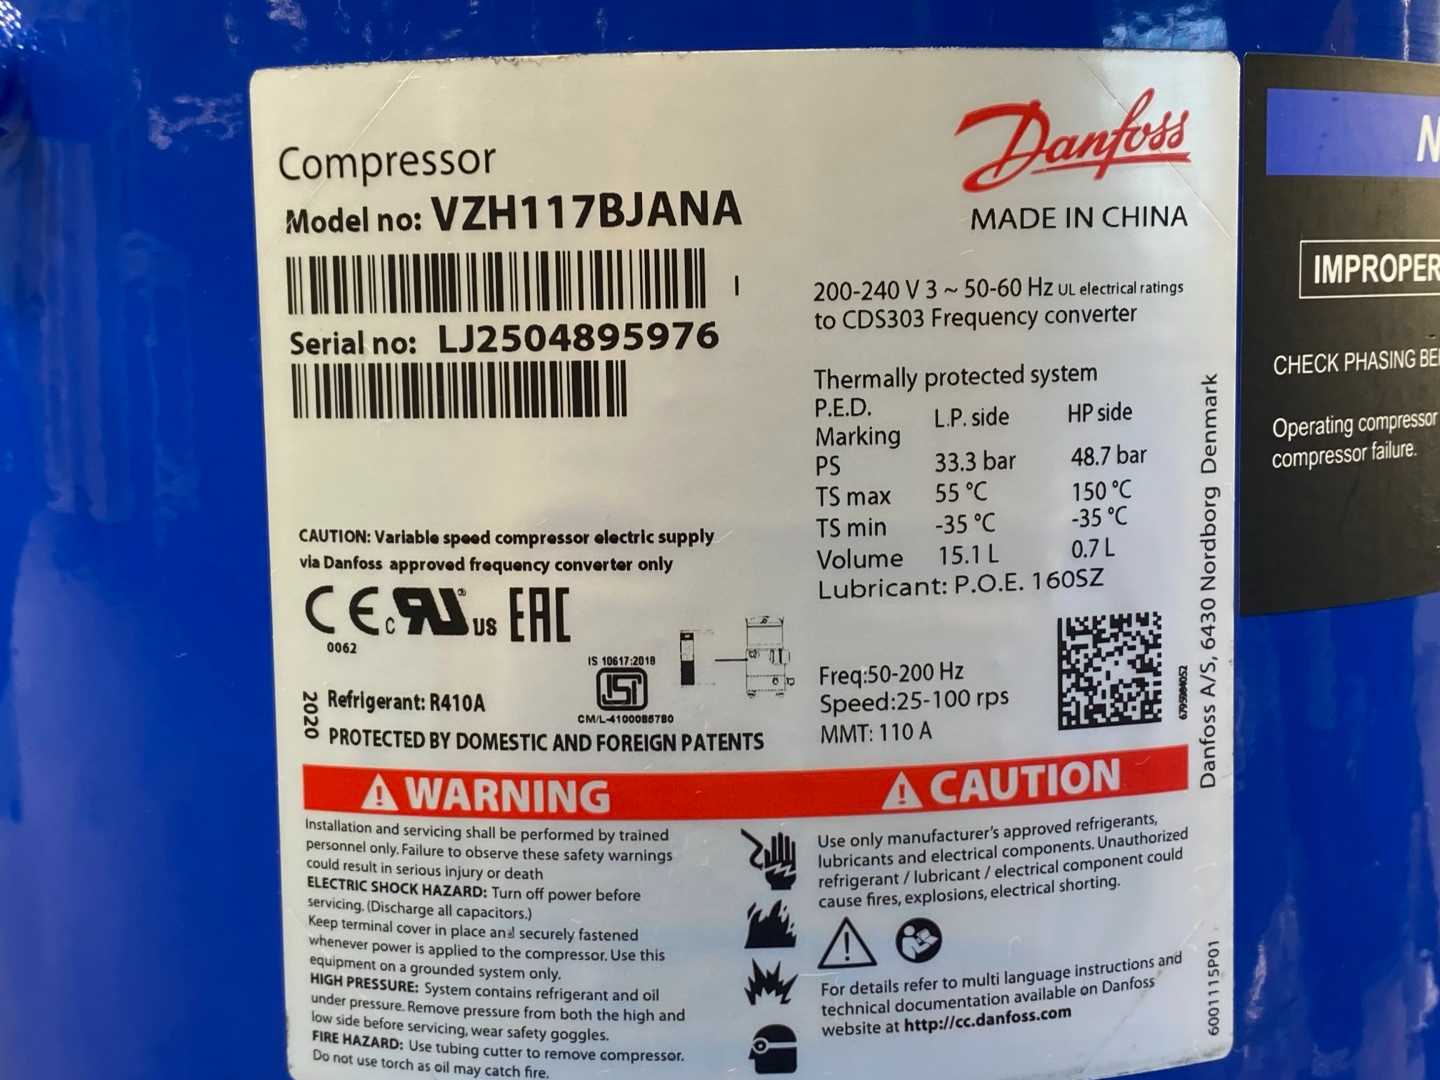 Compressor
Danfoss
Model no: VZH117BJANA
MADE IN CHINA
200-240 V 3 ~ 50-60 Hz UL electrical ratings
to CDS303 Frequency converter
Serial no: LJ2504895976
Thermally protected system
P.E.D. L.P. side HP side
Marking
PS 33.3 bar 48.7 bar
TS max 55 °C 150 °C
TS min -35 °C -35 °C
Volume 15.1 L 0.7 L
Lubricant: P.O.E. 160SZ
CAUTION: Variable speed compressor electric supply
via Danfoss approved frequency converter only
CE c RU ® US EAC
0062
IS 10617:2018
ISI
CM/L-4100086780
2020
Refrigerant: R410A
PROTECTED BY DOMESTIC AND FOREIGN PATENTS
Freq:50-200 Hz
Speed:25-100 rps
MMT: 110 A
Danfoss A/S, 6430 Nordborg Denmark
WARNING
Installation and servicing shall be performed by trained
personnel only. Failure to observe these safety warnings
could result in serious injury or death
ELECTRIC SHOCK HAZARD: Turn off power before
servicing. (Discharge all capacitors.)
Keep terminal cover in place and securely fastened
whenever power is applied to the compressor. Use this
equipment on a grounded system only.
HIGH PRESSURE: System contains refrigerant and oil
under pressure. Remove pressure from both the high and
low side before servicing, wear safety goggles.
FIRE HAZARD: Use tubing cutter to remove compressor.
Do not use torch as oil may catch fire.
CAUTION
Use only manufacturer's approved refrigerants,
lubricants and electrical components. Unauthorized
refrigerant / lubricant / electrical component could
cause fires, explosions, electrical shorting.
For details refer to multi language instructions and
technical documentation available on Danfoss
website at http://cc.danfoss.com
6001115P01
N
IMPROPER
CHECK PHASING BE
Operating compressor
compressor failure.